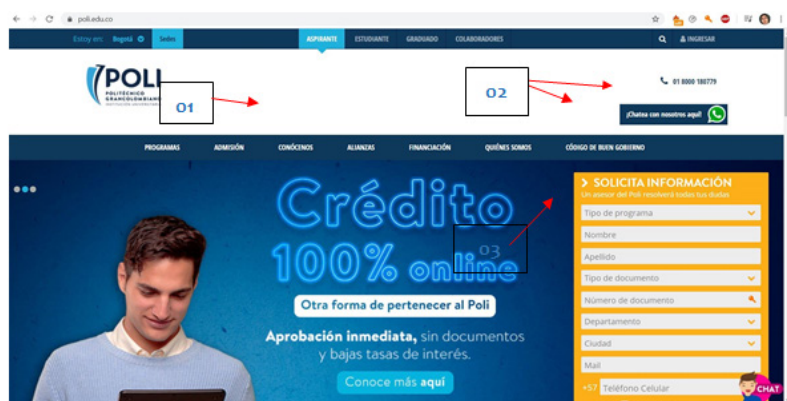 poli.edu.co
Estoy en: Bogotá Sedes ASPIRANTE ESTUDIANTE GRADUADO COLABORADORES INGRESAR
POLI
POLITÉCNICO
GRANCOLOMBIANO
01
02
01 8000 180779
¡Chatea con nosotros aquí!
PROGRAMAS ADMISIÓN CONÓCENOS ALIANZAS FINANCIACIÓN QUIÉNES SOMOS CÓDIGO DE BUEN GOBIERNO
Crédito
100% online
03
Otra forma de pertenecer al Poli
Aprobación inmediata, sin documentos
y bajas tasas de interés.
Conoce más aquí
SOLICITA INFORMACIÓN
Un asesor del Poli resolverá todas tus dudas
Tipo de programa
Nombre
Apellido
Tipo de documento
Número de documento
Departamento
Ciudad
Mail
+57 Teléfono Celular
CHAT